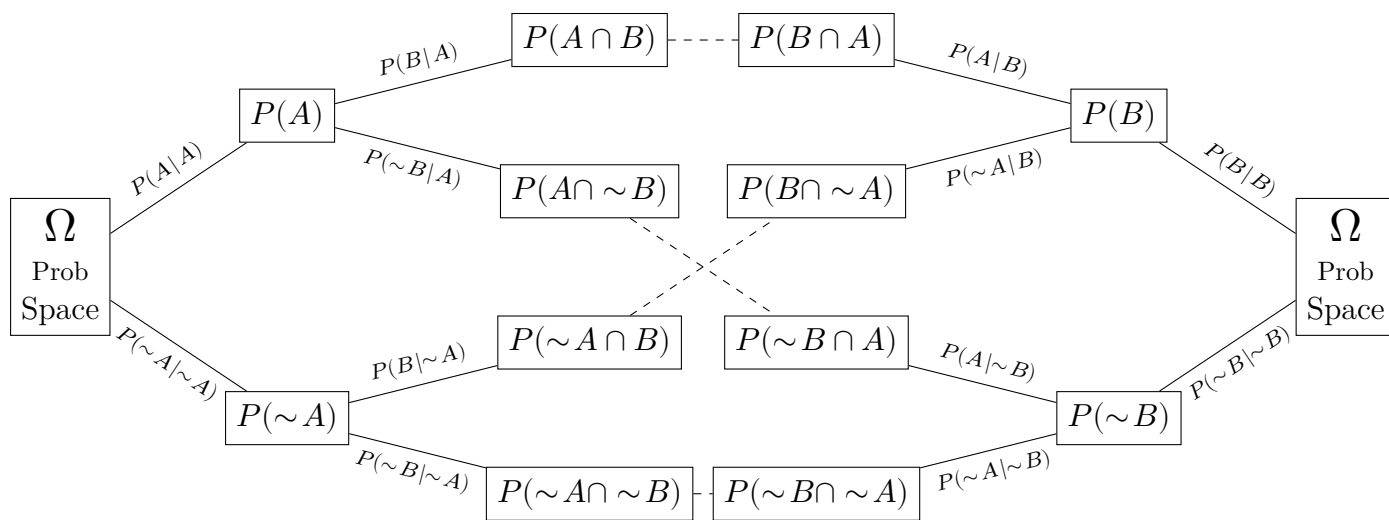 P(A ∩ B)
P(B ∩ A)
P(B|A)
P(A|B)
P(A)
P(B)
P(A|A)
P(∼B|A)
P(∼A|B)
P(B|B)
P(A∩ ∼B)
P(B∩ ∼A)
Ω
Prob
Space
Ω
Prob
Space
P(∼A ∩ B)
P(∼B ∩ A)
P(∼A|∼A)
P(B|∼A)
P(A|∼B)
P(∼B|∼B)
P(∼A)
P(∼B)
P(∼B|∼A)
P(∼A|∼B)
P(∼A∩ ∼B)
P(∼B∩ ∼A)